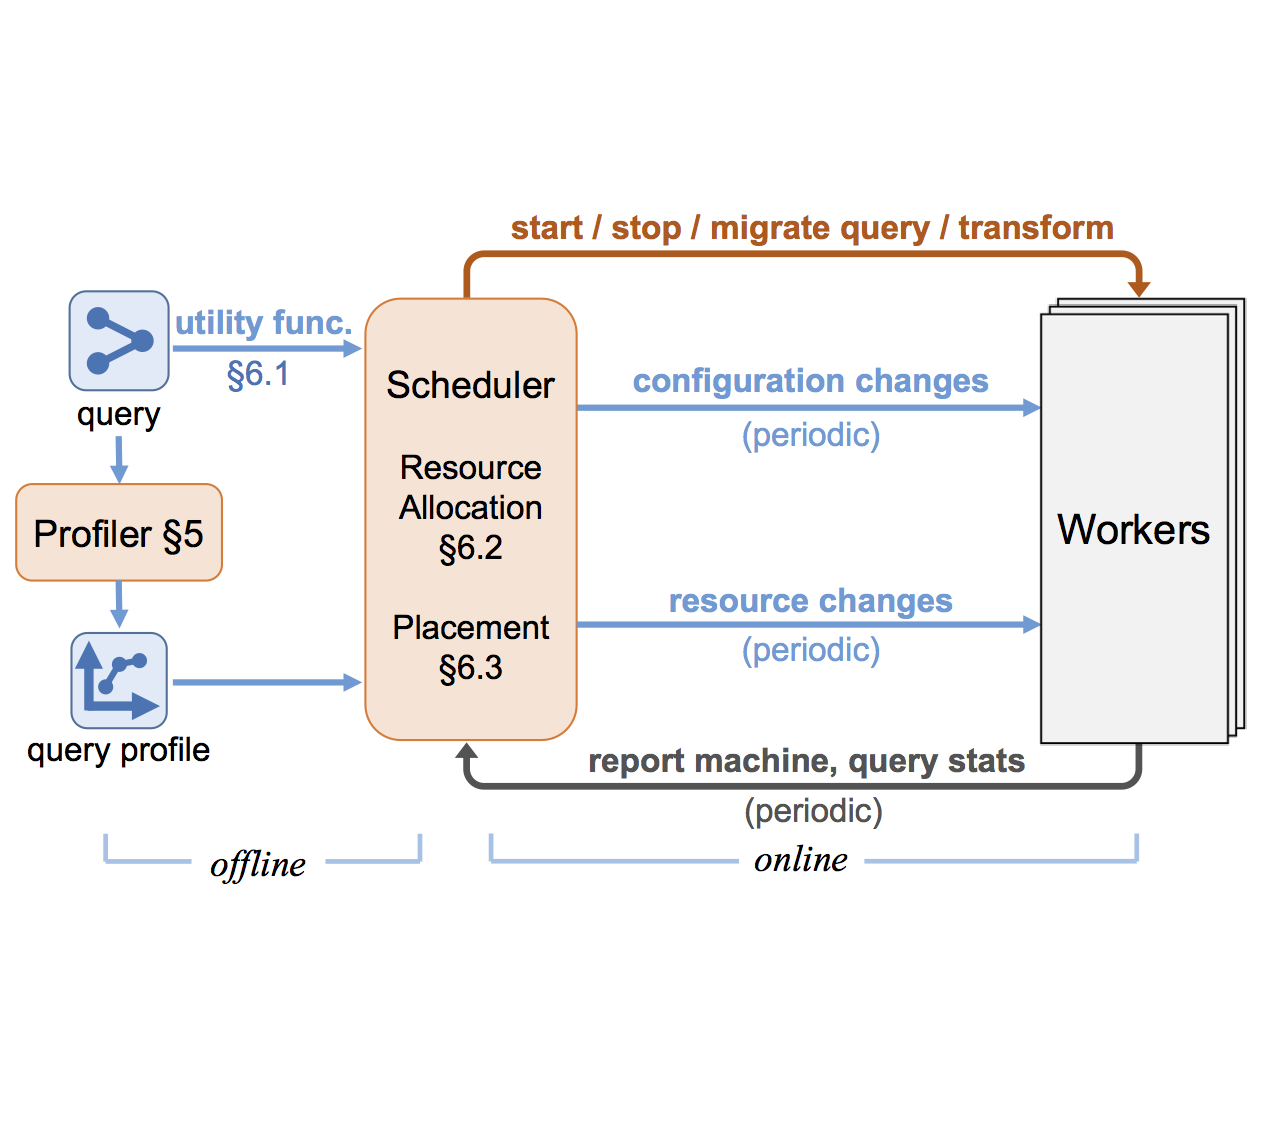 start / stop / migrate query / transform
utility func.
§6.1
query
Profiler §5
query profile
Scheduler
Resource
Allocation
§6.2
Placement
§6.3
configuration changes
(periodic)
resource changes
(periodic)
Workers
report machine, query stats
(periodic)
offline
online